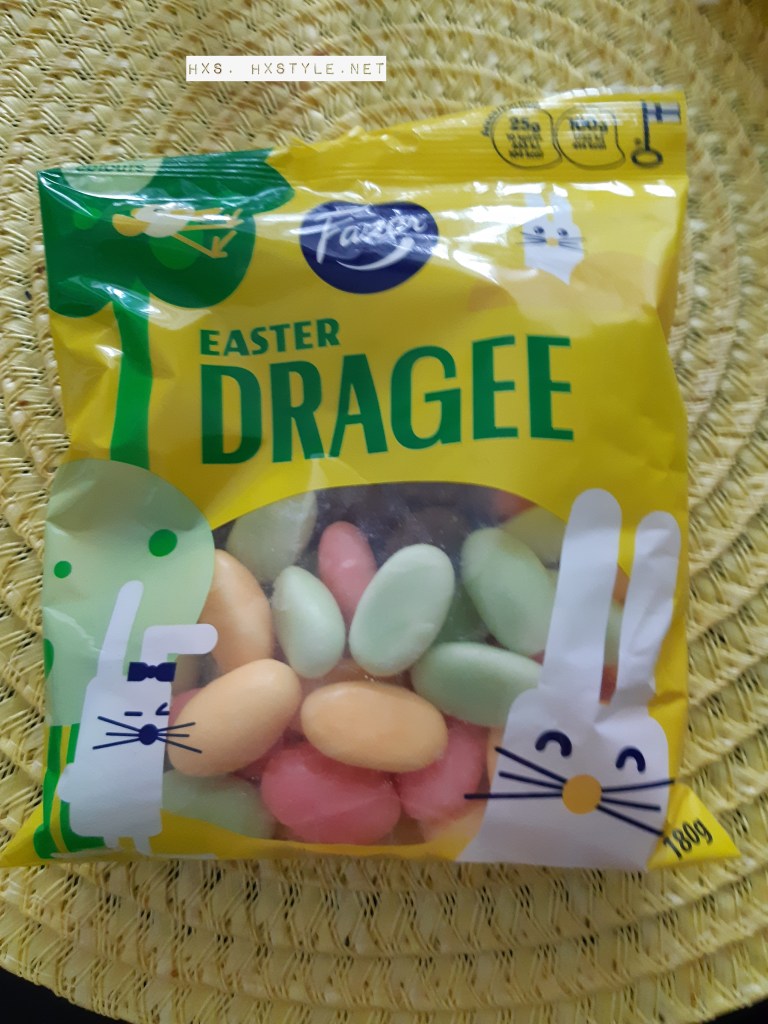 HXS. HXSTYLE.NET
25g
100g
Fazer
EASTER
DRAGEE
180g